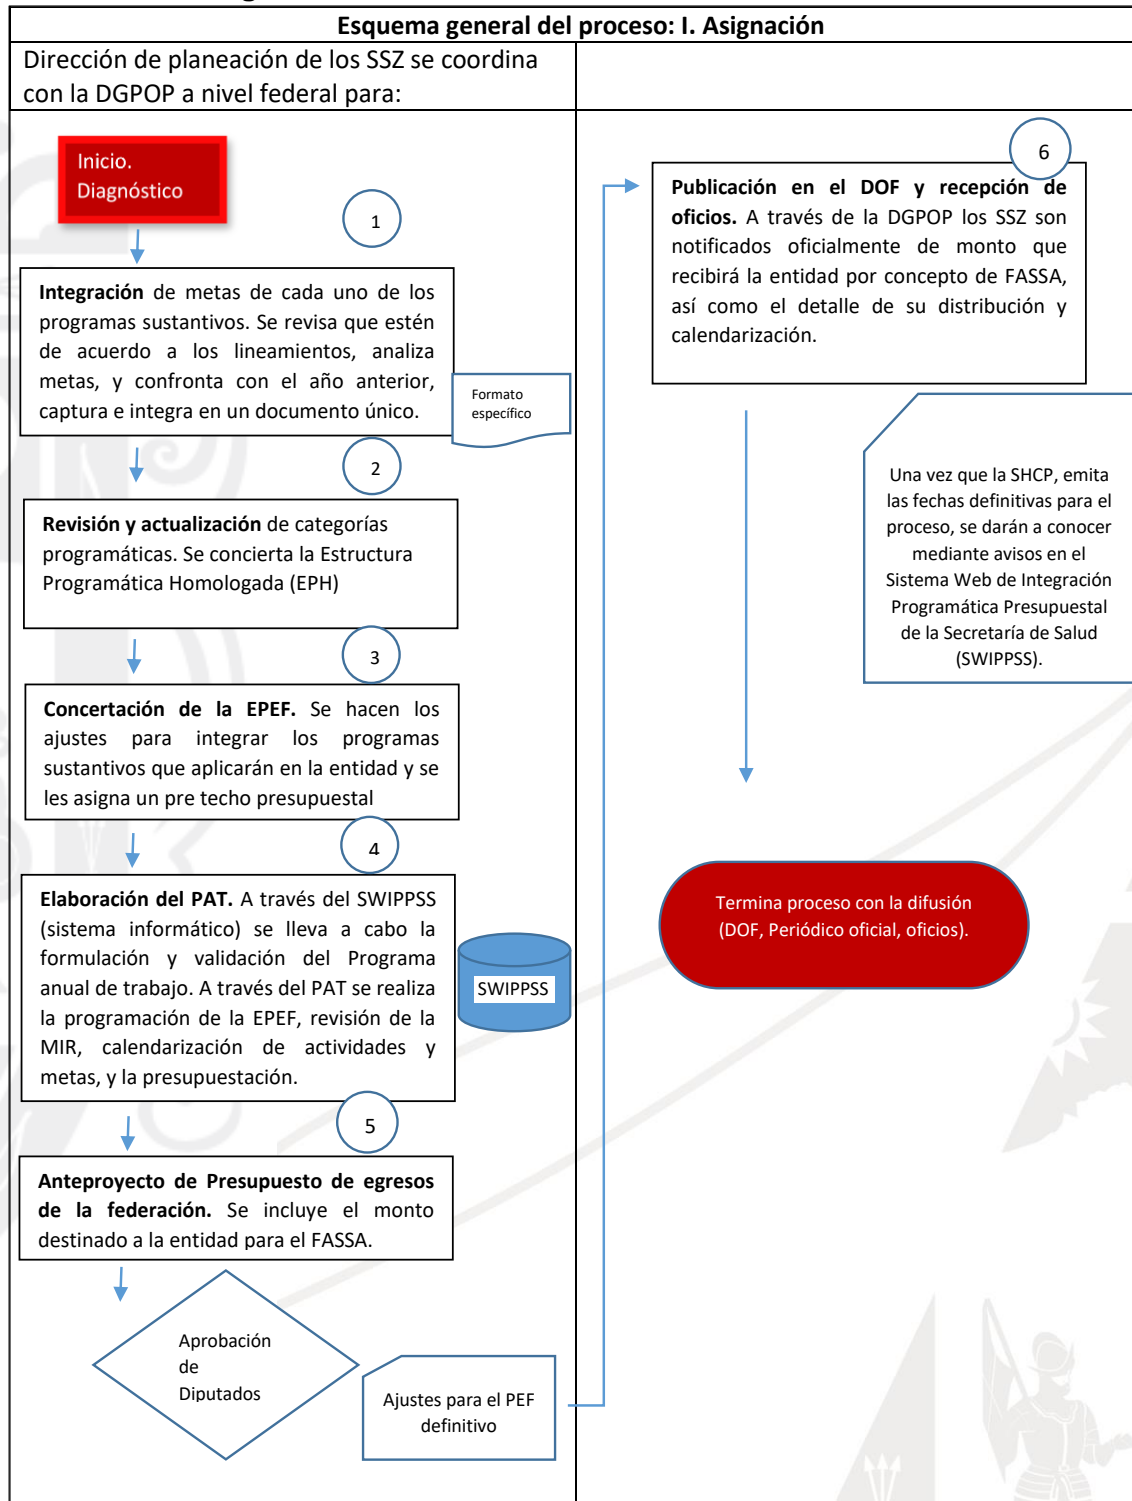 Esquema general del proceso: I. Asignación
Dirección de planeación de los SSZ se coordina
con la DGPOP a nivel federal para:
Inicio.
Diagnóstico
1
Integración de metas de cada uno de los
programas sustantivos. Se revisa que estén
de acuerdo a los lineamientos, analiza
metas, y confronta con el año anterior,
captura e integra en un documento único.
Formato
específico
2
Revisión y actualización de categorías
programáticas. Se concierta la Estructura
Programática Homologada (EPH)
3
Concertación de la EPEF. Se hacen los
ajustes para integrar los programas
sustantivos que aplicarán en la entidad y se
les asigna un pre techo presupuestal
4
Elaboración del PAT. A través del SWIPPSS
(sistema informático) se lleva a cabo la
formulación y validación del Programa
anual de trabajo. A través del PAT se realiza
la programación de la EPEF, revisión de la
MIR, calendarización de actividades y
metas, y la presupuestación.
SWIPPSS
5
Anteproyecto de Presupuesto de egresos
de la federación. Se incluye el monto
destinado a la entidad para el FASSA.
Aprobación
de
Diputados
Ajustes para el PEF
definitivo
6
Publicación en el DOF y recepción de
oficios. A través de la DGPOP los SSZ son
notificados oficialmente de monto que
recibirá la entidad por concepto de FASSA,
así como el detalle de su distribución y
calendarización.
Una vez que la SHCP, emita
las fechas definitivas para el
proceso, se darán a conocer
mediante avisos en el
Sistema Web de Integración
Programática Presupuestal
de la Secretaría de Salud
(SWIPPSS).
Termina proceso con la difusión
(DOF, Periódico oficial, oficios).